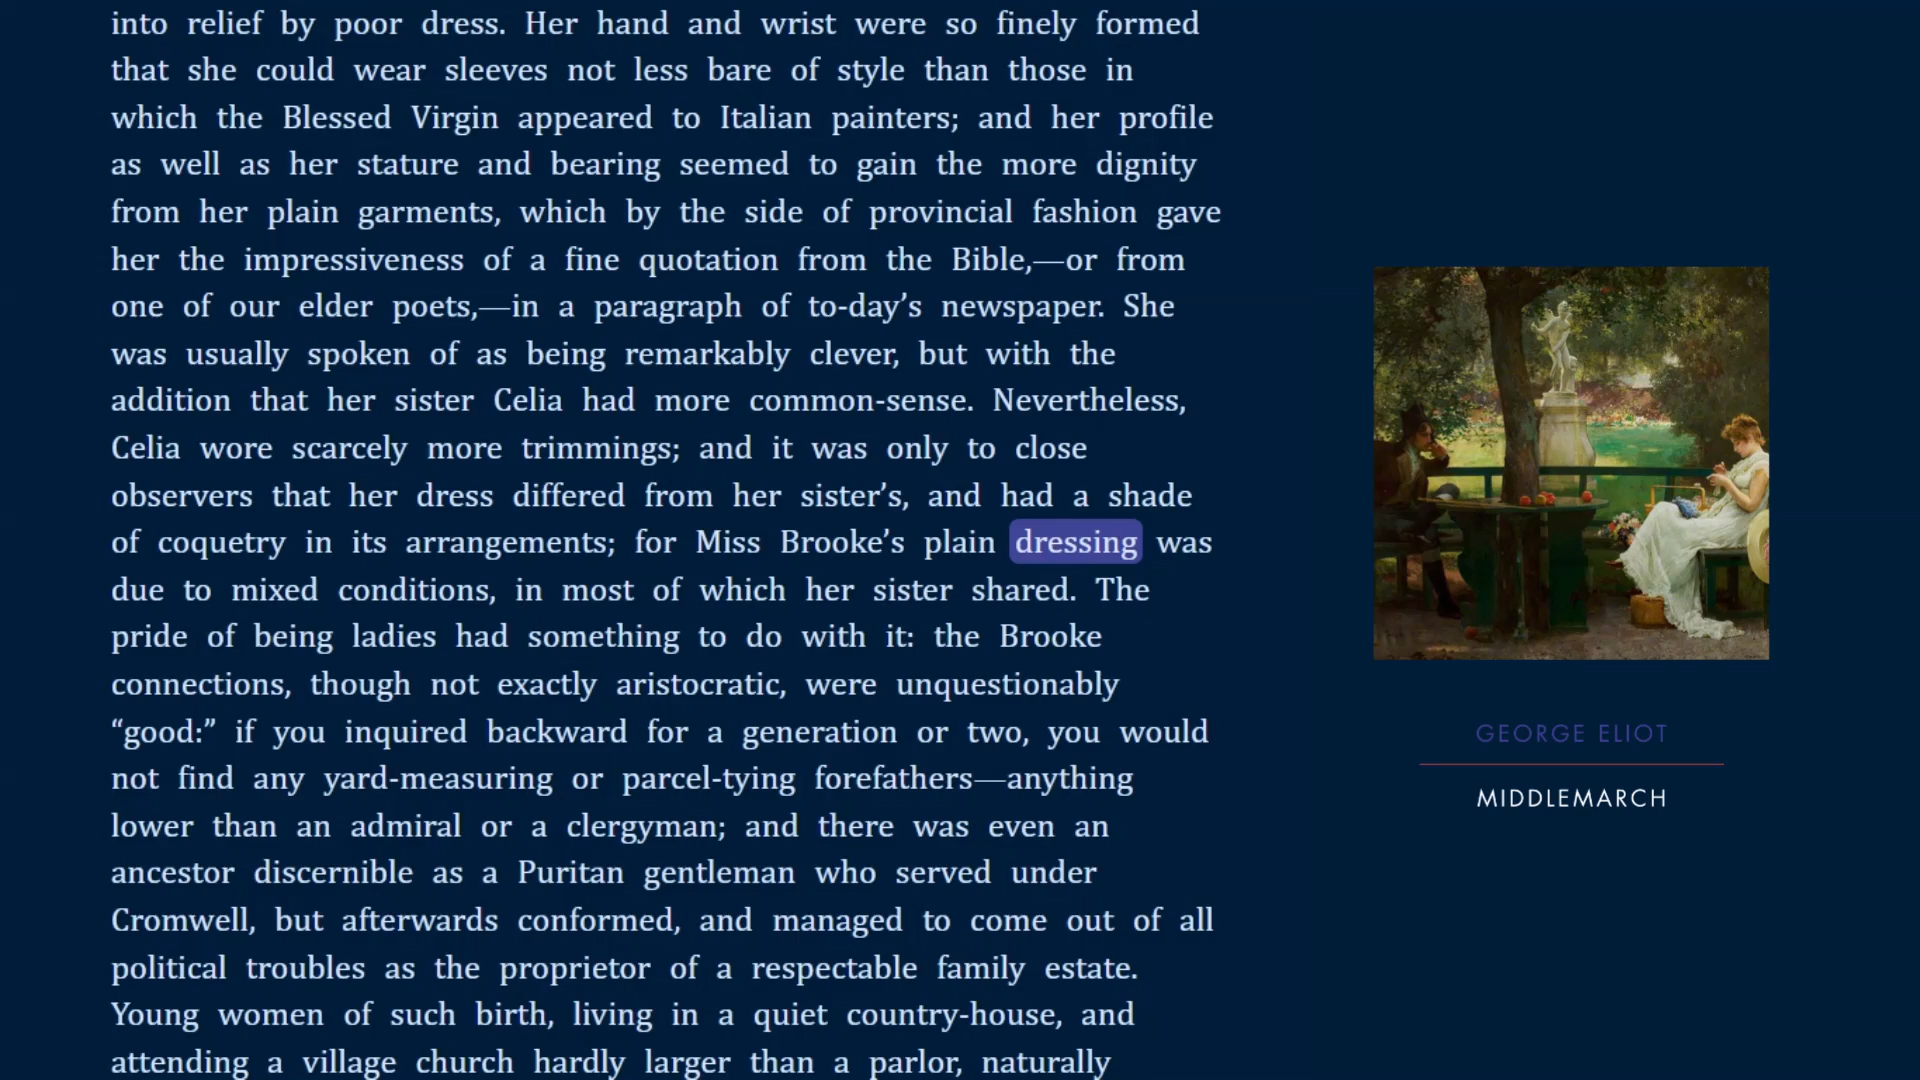 into relief by poor dress. Her hand and wrist were so finely formed
that she could wear sleeves not less bare of style than those in
which the Blessed Virgin appeared to Italian painters; and her profile
as well as her stature and bearing seemed to gain the more dignity
from her plain garments, which by the side of provincial fashion gave
her the impressiveness of a fine quotation from the Bible,—or from
one of our elder poets,—in a paragraph of to-day’s newspaper. She
was usually spoken of as being remarkably clever, but with the
addition that her sister Celia had more common-sense. Nevertheless,
Celia wore scarcely more trimmings; and it was only to close
observers that her dress differed from her sister’s, and had a shade
of coquetry in its arrangements; for Miss Brooke’s plain dressing was
due to mixed conditions, in most of which her sister shared. The
pride of being ladies had something to do with it: the Brooke
connections, though not exactly aristocratic, were unquestionably
“good:” if you inquired backward for a generation or two, you would
not find any yard-measuring or parcel-tying forefathers—anything
lower than an admiral or a clergyman; and there was even an
ancestor discernible as a Puritan gentleman who served under
Cromwell, but afterwards conformed, and managed to come out of all
political troubles as the proprietor of a respectable family estate.
Young women of such birth, living in a quiet country-house, and
attending a village church hardly larger than a parlor, naturally
GEORGE ELIOT
MIDDLEMARCH